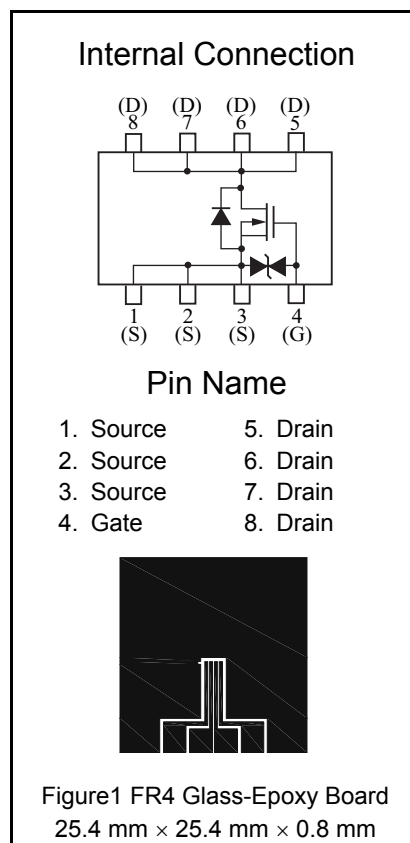 Internal Connection
(D) (D) (D) (D)
8 7 6 5
1 2 3 4
(S) (S) (S) (G)
Pin Name
1. Source 5. Drain
2. Source 6. Drain
3. Source 7. Drain
4. Gate 8. Drain
Figure1 FR4 Glass-Epoxy Board
25.4 mm × 25.4 mm × 0.8 mm